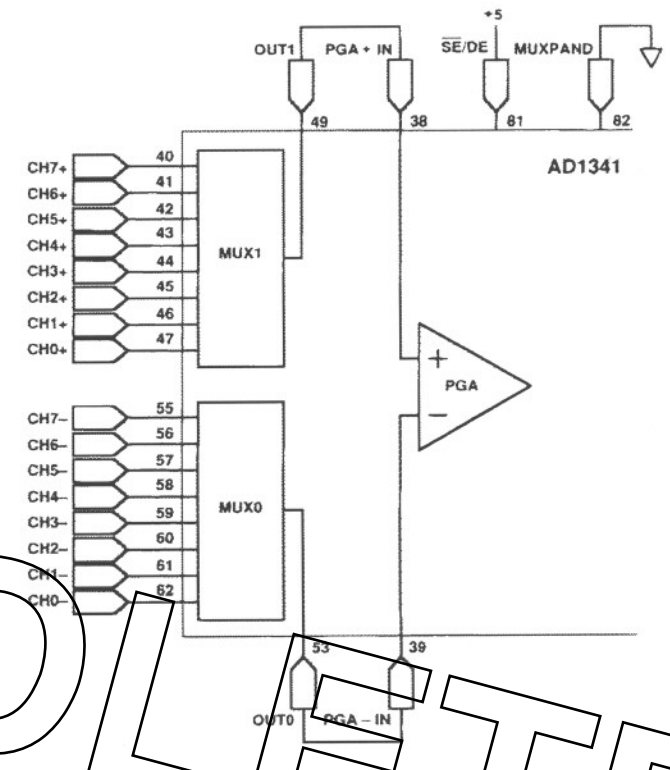 +5
OUT1 PGA + IN SE/DE MUXPAND
49 38 81 82
AD1341
CH7+ 40
CH6+ 41
CH5+ 42
CH4+ 43
CH3+ 44
CH2+ 45
CH1+ 46
CH0+ 47
MUX1
+
PGA
−
CH7− 55
CH6− 56
CH5− 57
CH4− 58
CH3− 59
CH2− 60
CH1− 61
CH0− 62
MUX0
53 39
OUT0 PGA − IN
OLET